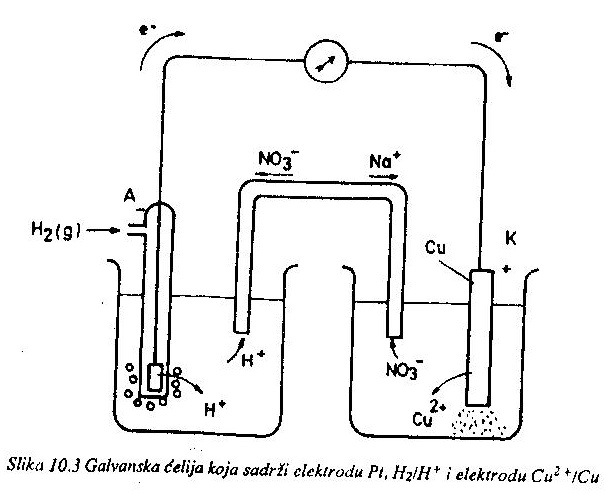 e⁻ e⁻
NO₃⁻ Na⁺
A
H₂(g)
Cu K
+
H⁺ NO₃⁻
H⁺ Cu²⁺
Slika 10.3 Galvanska ćelija koja sadrži elektrodu Pt, H₂/H⁺ i elektrodu Cu²⁺/Cu